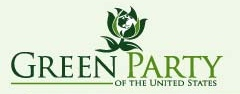 GREEN PARTY
OF THE UNITED STATES